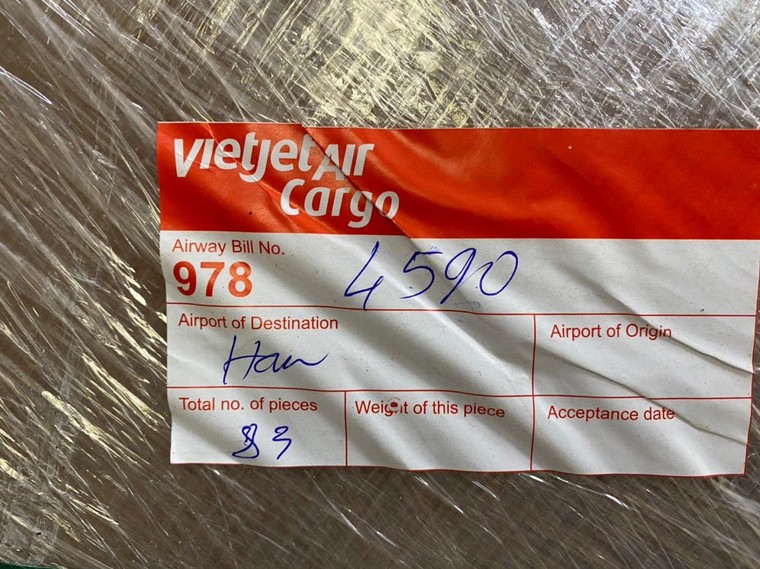 vietjetAir
Cargo
Airway Bill No.
978 4590
Airport of Destination
Han
Airport of Origin
Total no. of pieces
Weight of this piece
Acceptance date